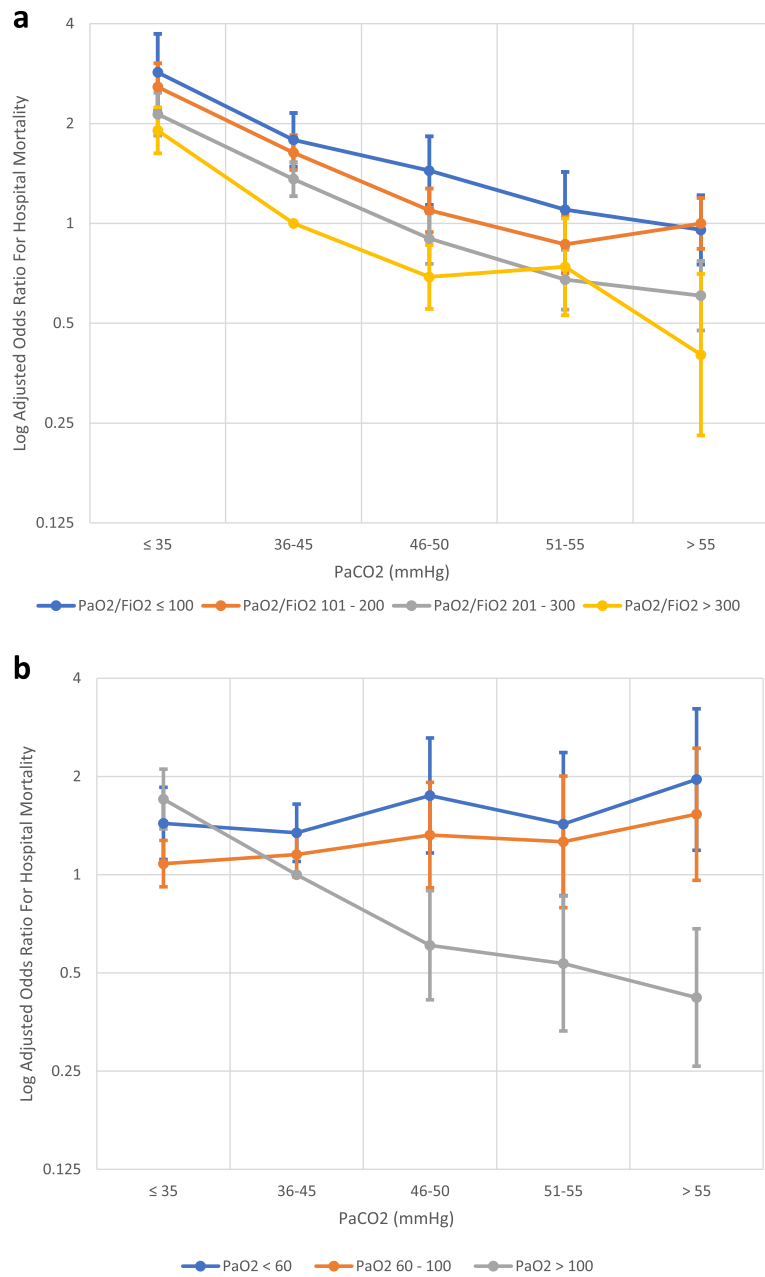 a
Log Adjusted Odds Ratio For Hospital Mortality
4
2
1
0.5
0.25
0.125
≤ 35 36-45 46-50 51-55 > 55
PaCO2 (mmHg)
PaO2/FiO2 ≤ 100 PaO2/FiO2 101 - 200 PaO2/FiO2 201 - 300 PaO2/FiO2 > 300
b
Log Adjusted Odds Ratio For Hospital Mortality
4
2
1
0.5
0.25
0.125
≤ 35 36-45 46-50 51-55 > 55
PaCO2 (mmHg)
PaO2 < 60 PaO2 60 - 100 PaO2 > 100